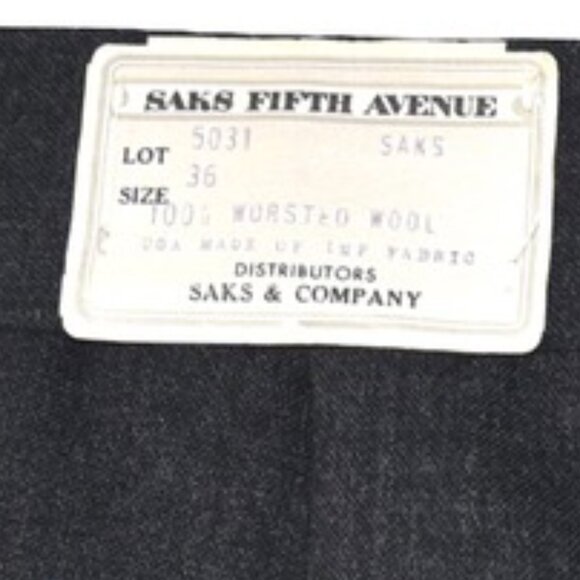 SAKS FIFTH AVENUE
LOT 5031 SAKS
SIZE 36
100% WORSTED WOOL
USA MADE OF IMP FABRIC
DISTRIBUTORS
SAKS & COMPANY